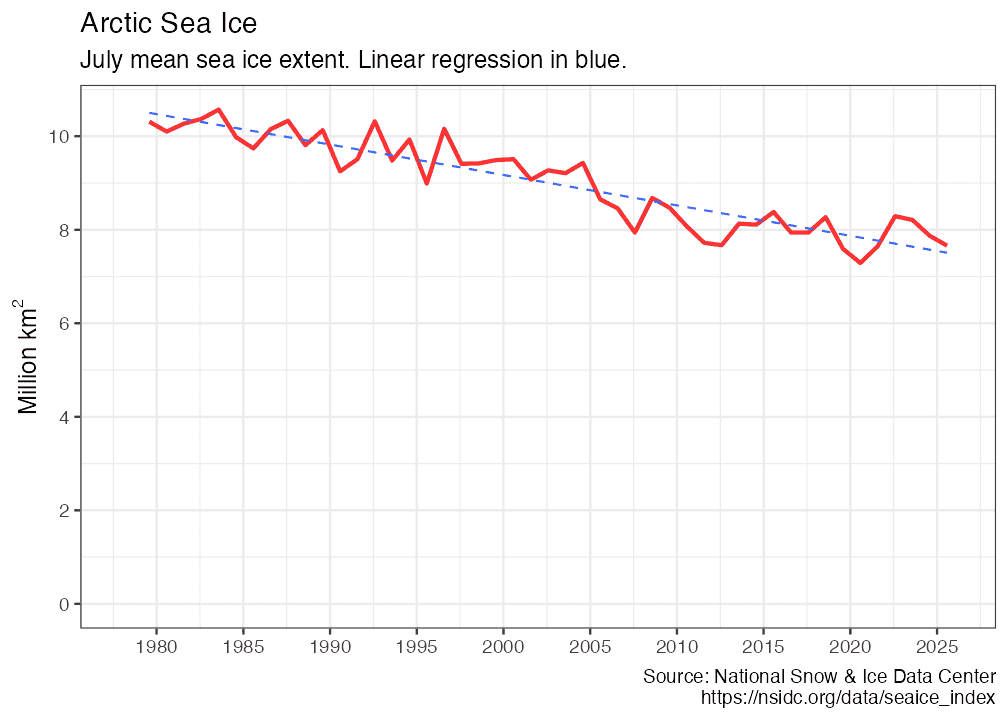 Arctic Sea Ice
July mean sea ice extent. Linear regression in blue.
Million km²
10
8
6
4
2
0
1980 1985 1990 1995 2000 2005 2010 2015 2020 2025
Source: National Snow & Ice Data Center
https://nsidc.org/data/seaice_index